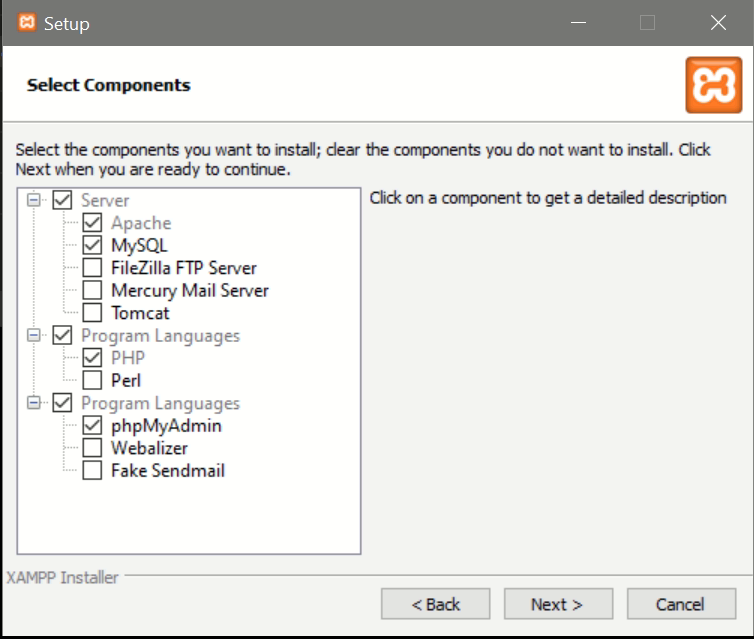 Setup
Select Components
Select the components you want to install; clear the components you do not want to install. Click
Next when you are ready to continue.
Click on a component to get a detailed description
Server
Apache
MySQL
FileZilla FTP Server
Mercury Mail Server
Tomcat
Program Languages
PHP
Perl
Program Languages
phpMyAdmin
Webalizer
Fake Sendmail
XAMPP Installer
< Back
Next >
Cancel